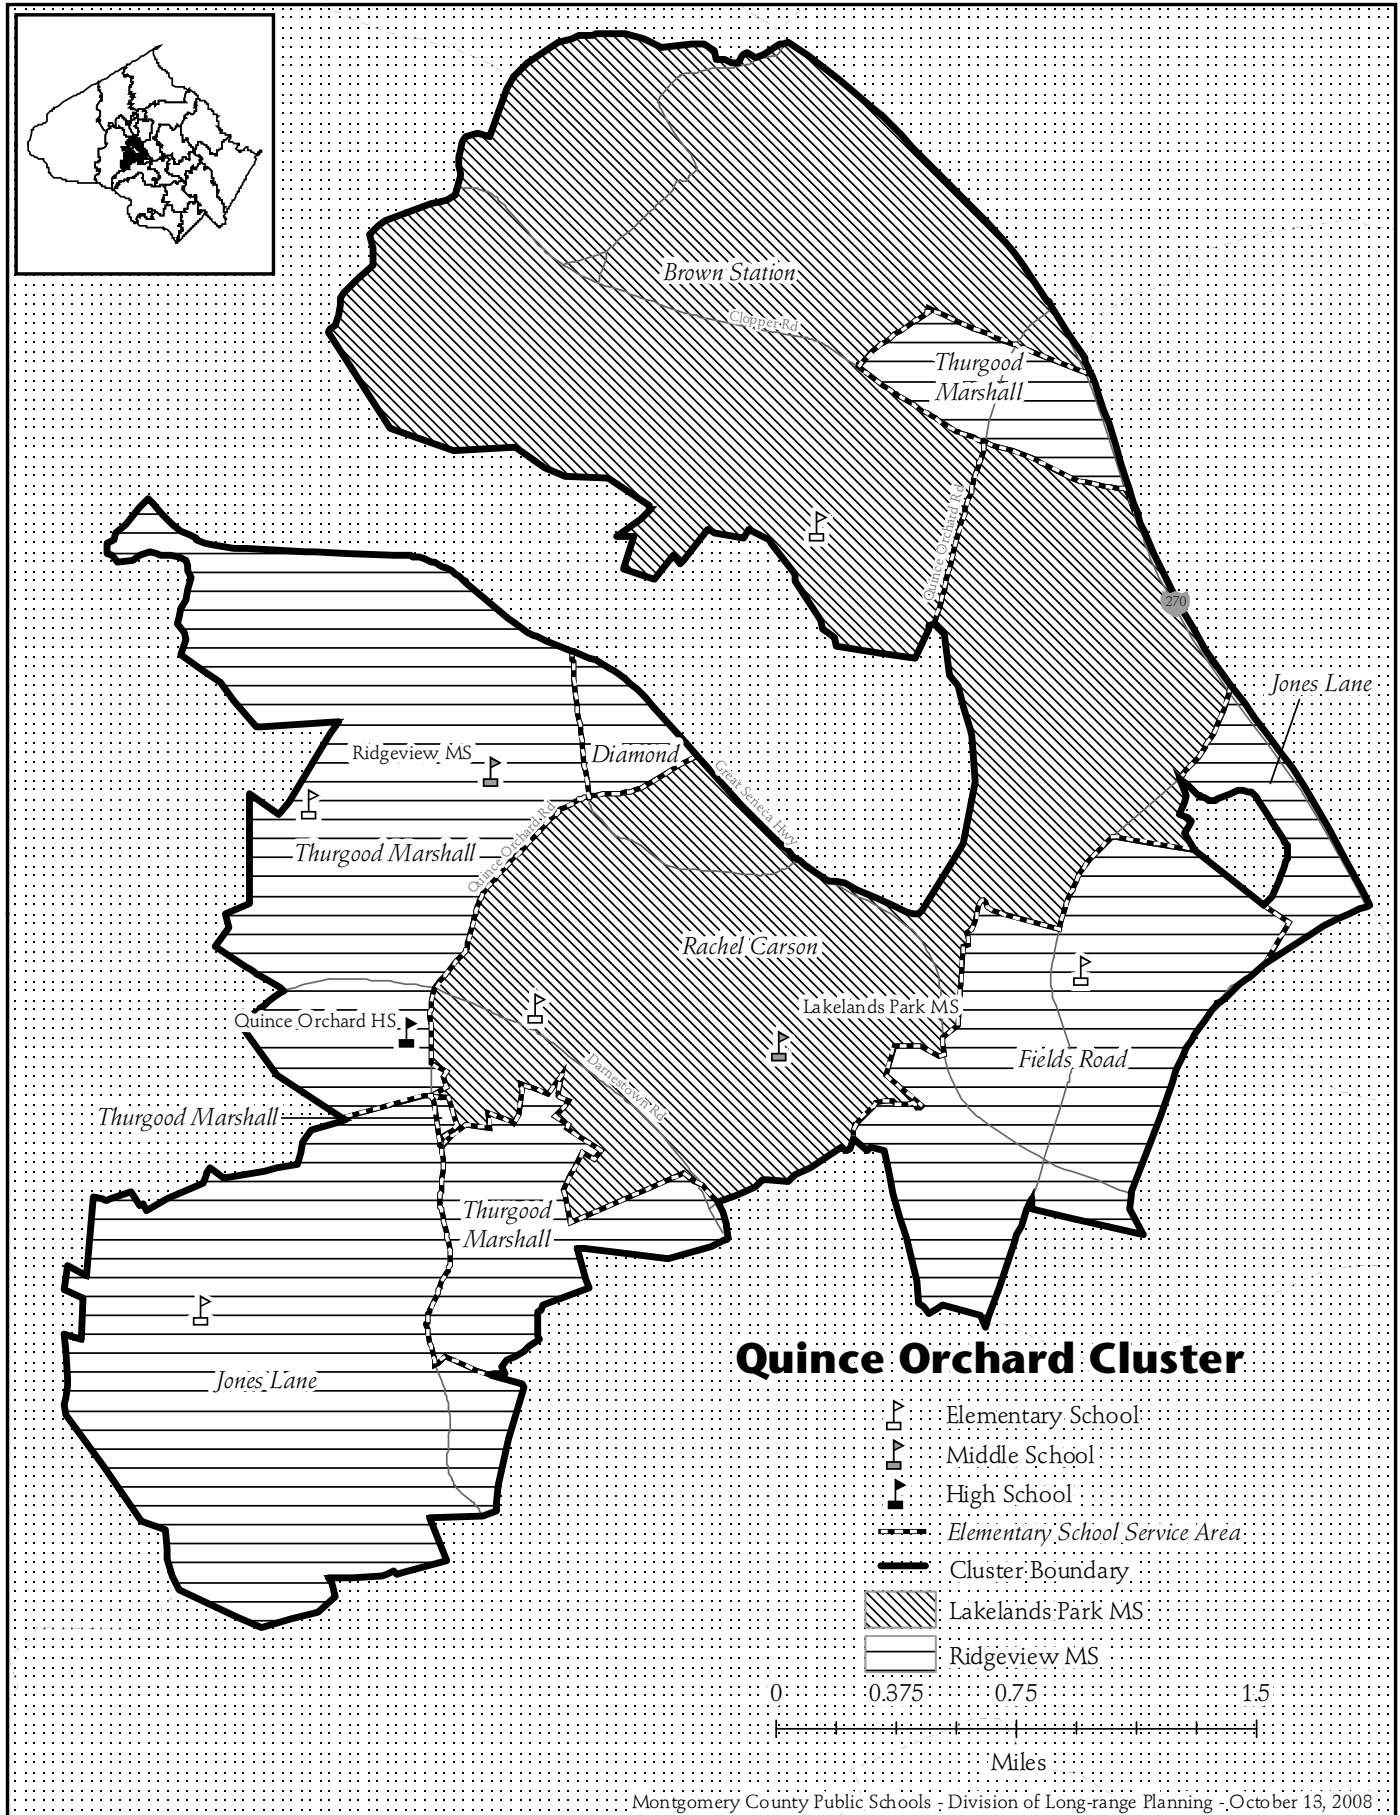 Brown Station
Clopper Rd
Thurgood
Marshall
Quince Orchard Rd
270
Jones Lane
Ridgeview MS
Diamond
Great Seneca Hwy
Quince Orchard Rd
Thurgood Marshall
Rachel Carson
Lakelands Park MS
Quince Orchard HS
Fields Road
Darnestown Rd
Thurgood Marshall
Thurgood
Marshall
Jones Lane
Quince Orchard Cluster
Elementary School
Middle School
High School
Elementary School Service Area
Cluster Boundary
Lakelands Park MS
Ridgeview MS
0 0.375 0.75 1.5
Miles
Montgomery County Public Schools - Division of Long-range Planning - October 13, 2008